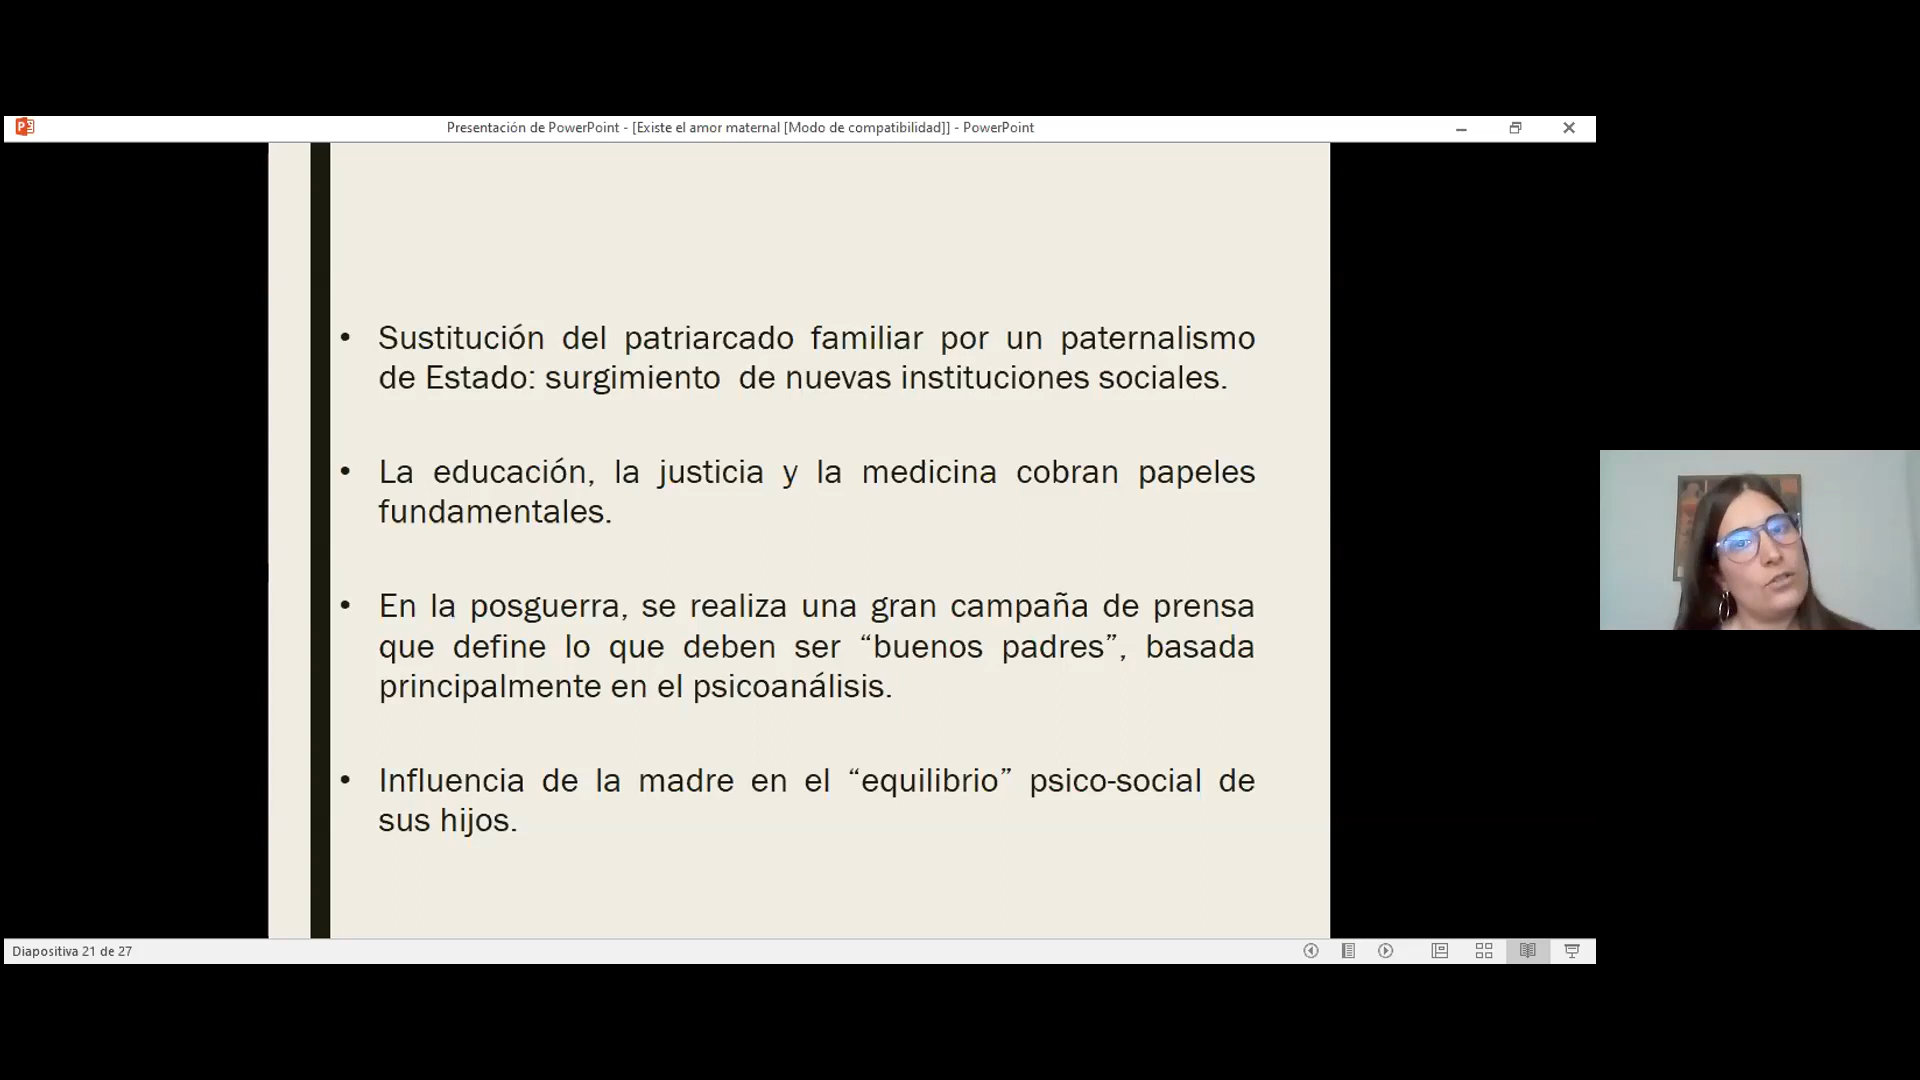 Presentación de PowerPoint - [Existe el amor maternal [Modo de compatibilidad]] - PowerPoint
• Sustitución del patriarcado familiar por un paternalismo
de Estado: surgimiento de nuevas instituciones sociales.
• La educación, la justicia y la medicina cobran papeles
fundamentales.
• En la posguerra, se realiza una gran campaña de prensa
que define lo que deben ser “buenos padres”, basada
principalmente en el psicoanálisis.
• Influencia de la madre en el “equilibrio” psico-social de
sus hijos.
Diapositiva 21 de 27